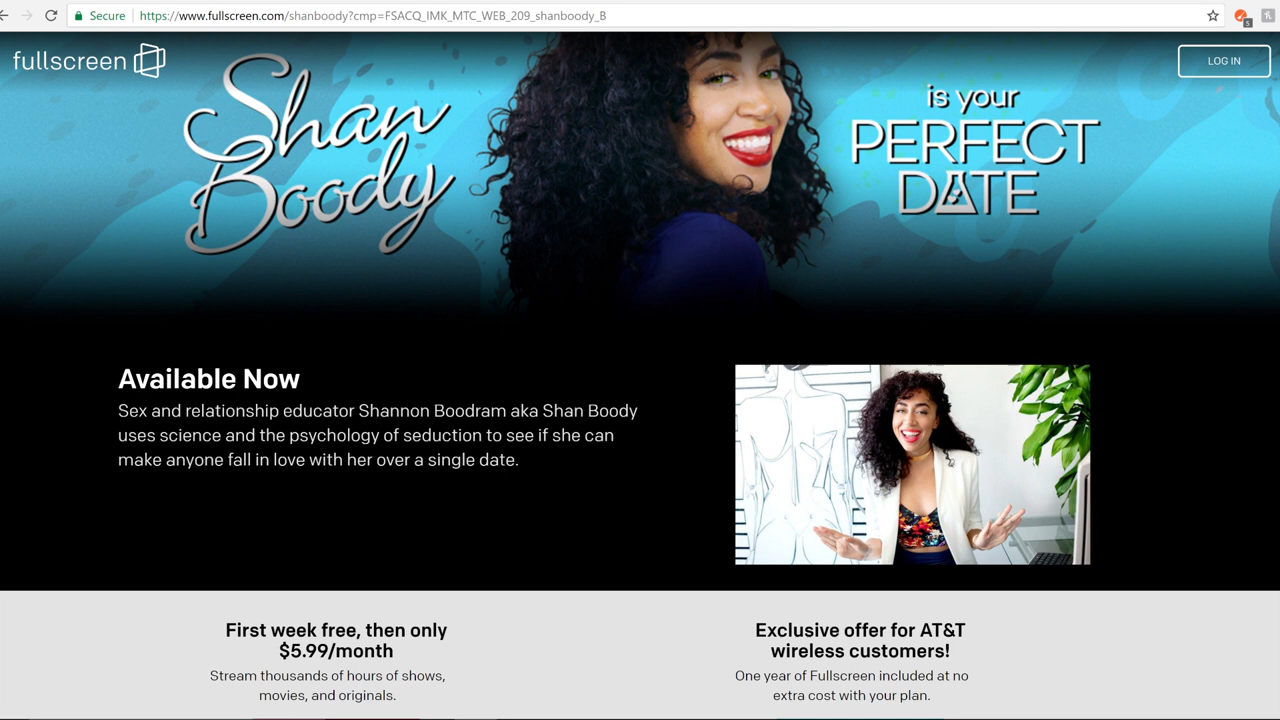 Secure
https://www.fullscreen.com/shanboody?cmp=FSACQ_IMK_MTC_WEB_209_shanboody_B
5
fullscreen
LOG IN
Shan
Boody
is your
PERFECT
DATE
Available Now
Sex and relationship educator Shannon Boodram aka Shan Boody
uses science and the psychology of seduction to see if she can
make anyone fall in love with her over a single date.
First week free, then only
$5.99/month
Stream thousands of hours of shows,
movies, and originals.
Exclusive offer for AT&T
wireless customers!
One year of Fullscreen included at no
extra cost with your plan.